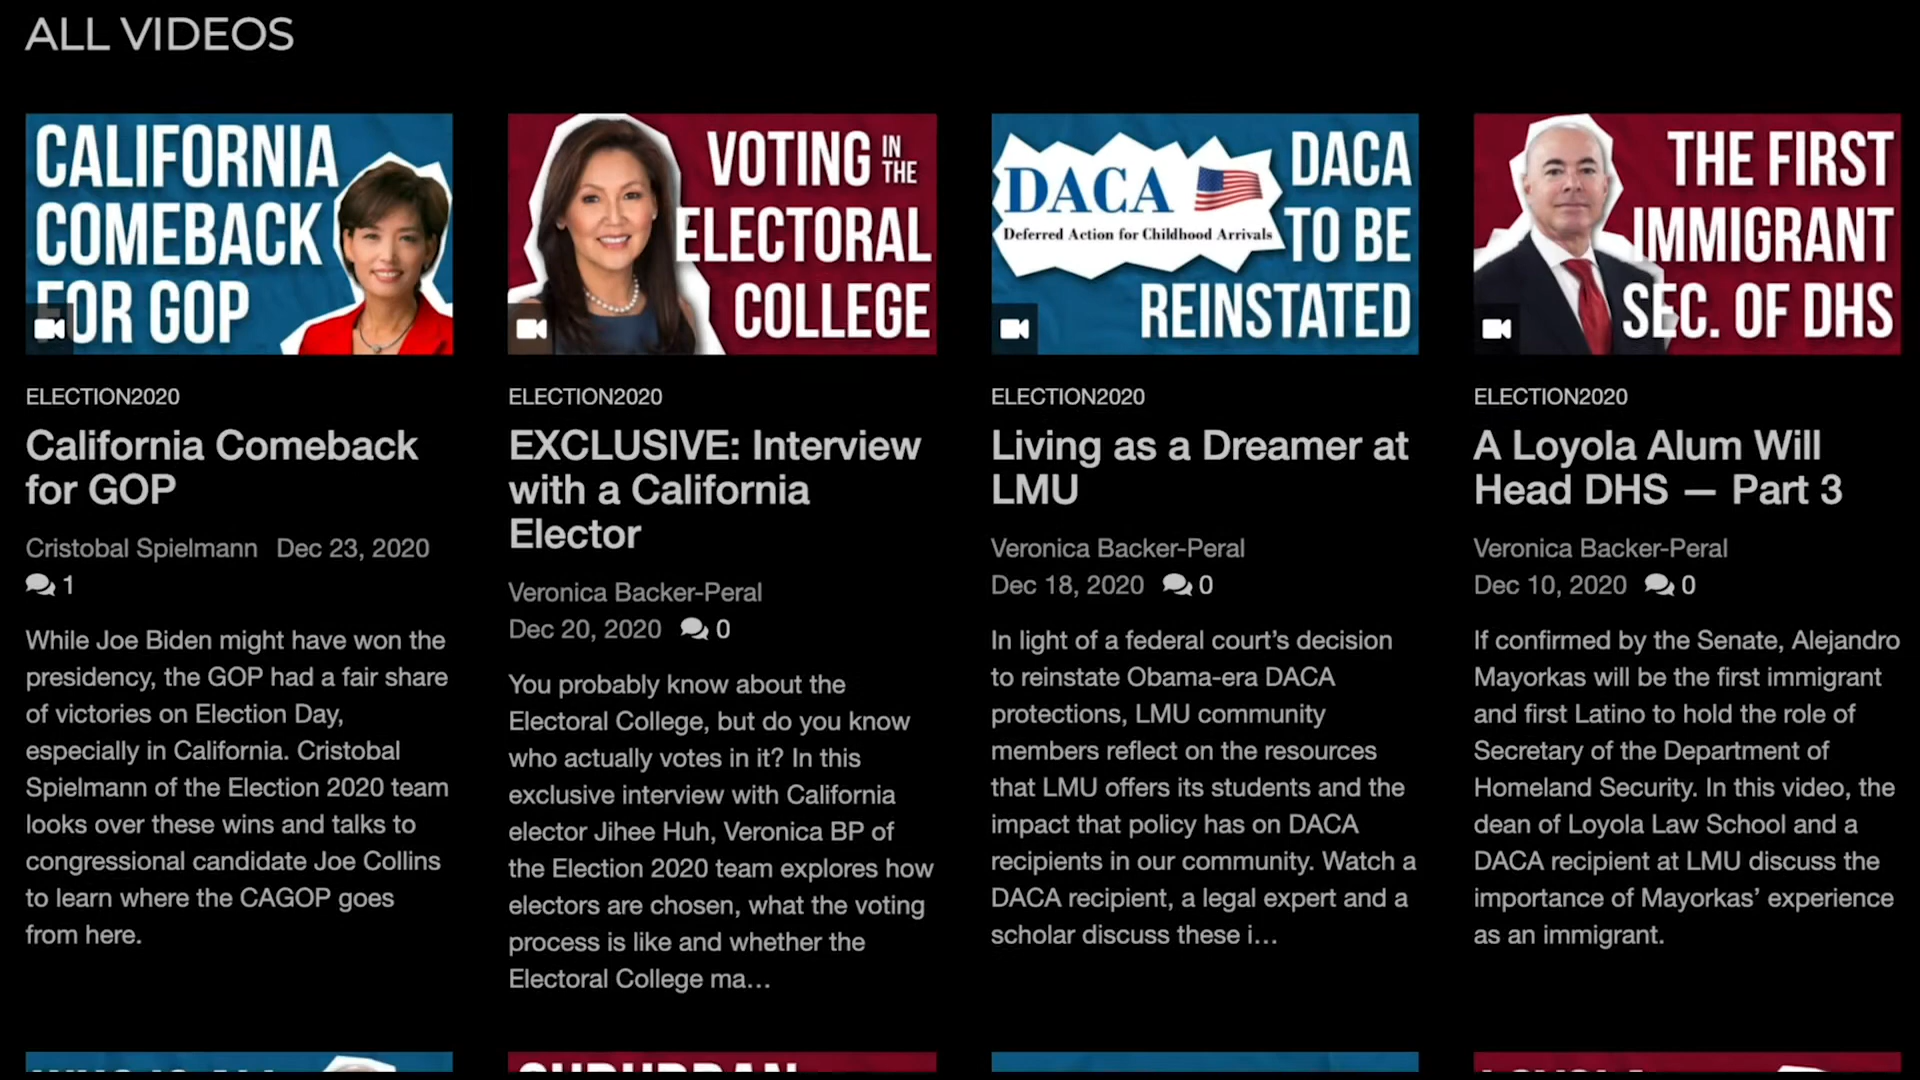 ALL VIDEOS
CALIFORNIA
COMEBACK
FOR GOP
ELECTION2020
California Comeback
for GOP
Cristobal Spielmann Dec 23, 2020
1
While Joe Biden might have won the
presidency, the GOP had a fair share
of victories on Election Day,
especially in California. Cristobal
Spielmann of the Election 2020 team
looks over these wins and talks to
congressional candidate Joe Collins
to learn where the CAGOP goes
from here.
VOTING IN THE
ELECTORAL
COLLEGE
ELECTION2020
EXCLUSIVE: Interview
with a California
Elector
Veronica Backer-Peral
Dec 20, 2020 0
You probably know about the
Electoral College, but do you know
who actually votes in it? In this
exclusive interview with California
elector Jihee Huh, Veronica BP of
the Election 2020 team explores how
electors are chosen, what the voting
process is like and whether the
Electoral College ma...
DACA
Deferred Action for Childhood Arrivals
DACA
TO BE
REINSTATED
ELECTION2020
Living as a Dreamer at
LMU
Veronica Backer-Peral
Dec 18, 2020 0
In light of a federal court's decision
to reinstate Obama-era DACA
protections, LMU community
members reflect on the resources
that LMU offers its students and the
impact that policy has on DACA
recipients in our community. Watch a
DACA recipient, a legal expert and a
scholar discuss these i...
THE FIRST
IMMIGRANT
SEC. OF DHS
ELECTION2020
A Loyola Alum Will
Head DHS — Part 3
Veronica Backer-Peral
Dec 10, 2020 0
If confirmed by the Senate, Alejandro
Mayorkas will be the first immigrant
and first Latino to hold the role of
Secretary of the Department of
Homeland Security. In this video, the
dean of Loyola Law School and a
DACA recipient at LMU discuss the
importance of Mayorkas' experience
as an immigrant.
SUBURBAN